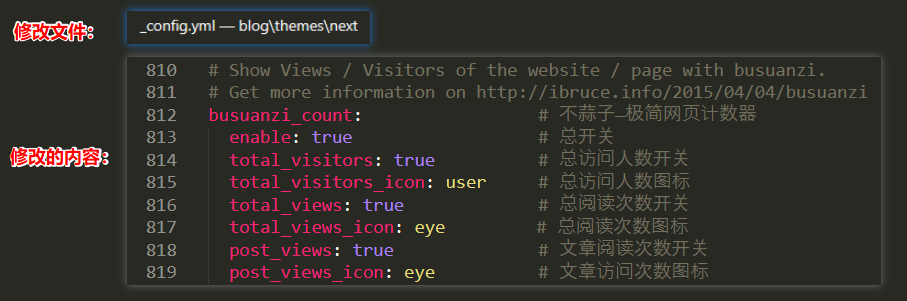 修改文件：
_config.yml — blog\themes\next
修改的内容：
810 # Show Views / Visitors of the website / page with busuanzi.
811 # Get more information on http://ibruce.info/2015/04/04/busuanzi
812 busuanzi_count: # 不蒜子—极简网页计数器
813 enable: true # 总开关
814 total_visitors: true # 总访问人数开关
815 total_visitors_icon: user # 总访问人数图标
816 total_views: true # 总阅读次数开关
817 total_views_icon: eye # 总阅读次数图标
818 post_views: true # 文章阅读次数开关
819 post_views_icon: eye # 文章访问次数图标